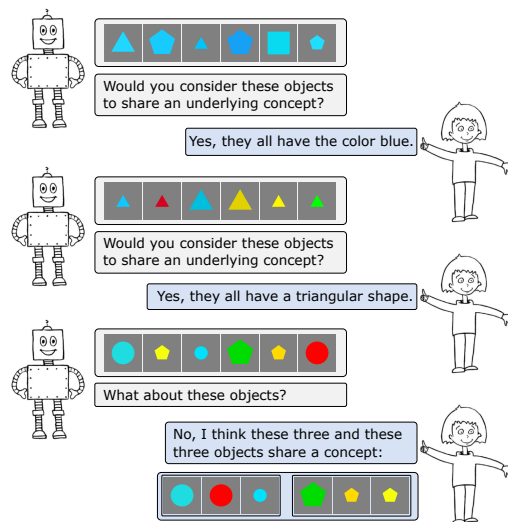 Would you consider these objects
to share an underlying concept?
Yes, they all have the color blue.
Would you consider these objects
to share an underlying concept?
Yes, they all have a triangular shape.
What about these objects?
No, I think these three and these
three objects share a concept: